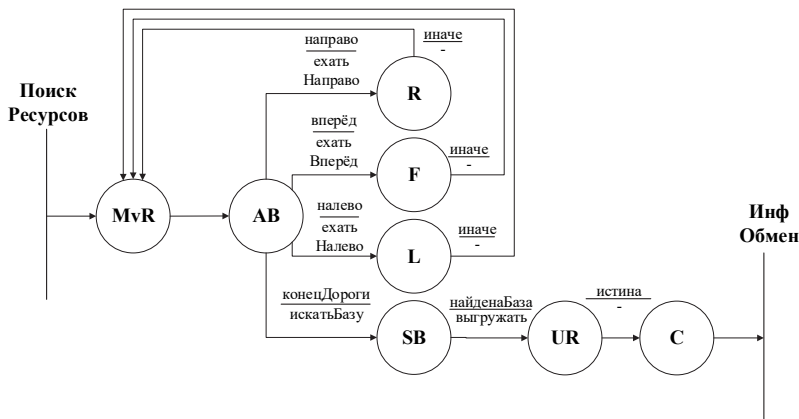 направо
ехать
Направо
иначе
-
R
Поиск
Ресурсов
вперёд
ехать
Вперёд
иначе
-
F
MvR
AB
налево
ехать
Налево
иначе
-
L
Инф
Обмен
конецДороги
искатьБазу
SB
найденаБаза
выгружать
UR
истина
-
C